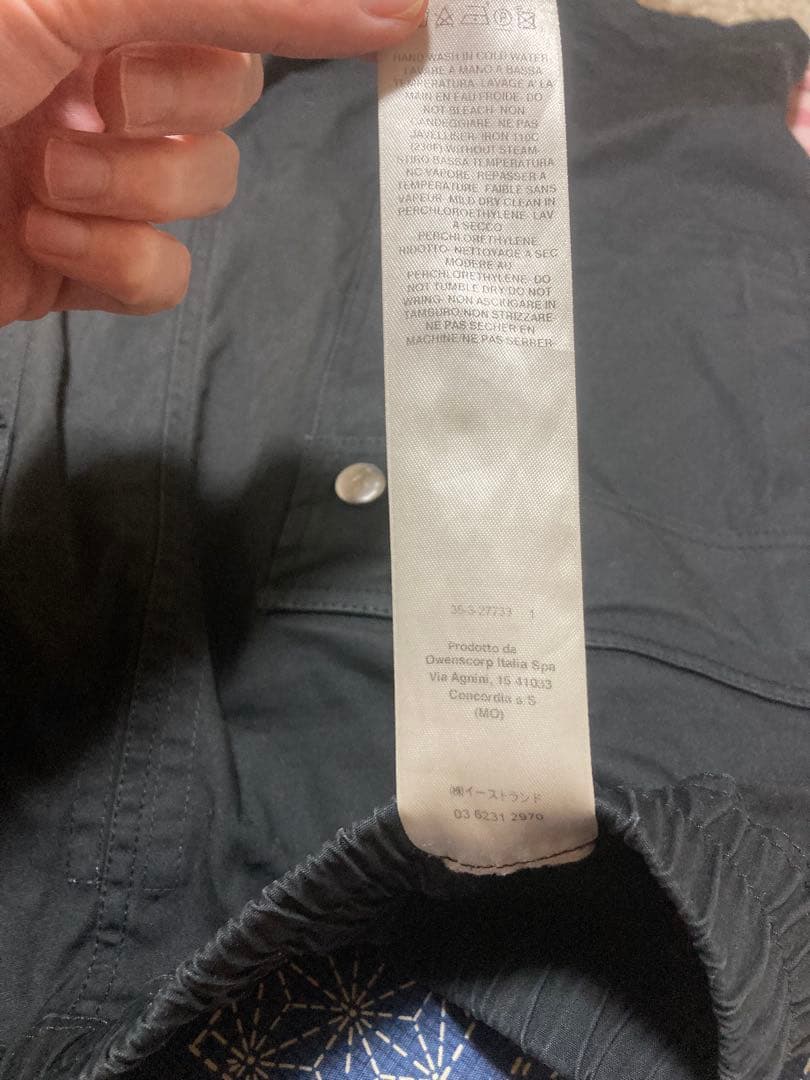 HAND WASH IN COLD WATER-
LAVARE A MANO A BASSA
TEMPERATURA- LAVAGE A LA
MAIN EN EAU FROIDE- DO
NOT BLEACH- NON
CANDEGGIARE- NE PAS
JAVELLISER- IRON 110C
(230F) WITHOUT STEAM-
STIRO BASSA TEMPERATURA
NO VAPORE- REPASSER A
TEMPERATURE FAIBLE SANS
VAPEUR- MILD DRY CLEAN IN
PERCHLOROETHYLENE- LAV
A SECCO
PERCHLORETHYLENE
RIDOTTO- NETTOYAGE A SEC
MODERE AU
PERCHLORETHYLENE- DO
NOT TUMBLE DRY/DO NOT
WRING- NON ASCIUGARE IN
TAMBURO/NON STRIZZARE-
NE PAS SECHER EN
MACHINE/NE PAS SERRER-
35-3-27733 1
Prodotto da
Owenscorp Italia Spa
Via Agnini, 15 41033
Concordia s S
(MO)
㈱イーストランド
03 6231 2970